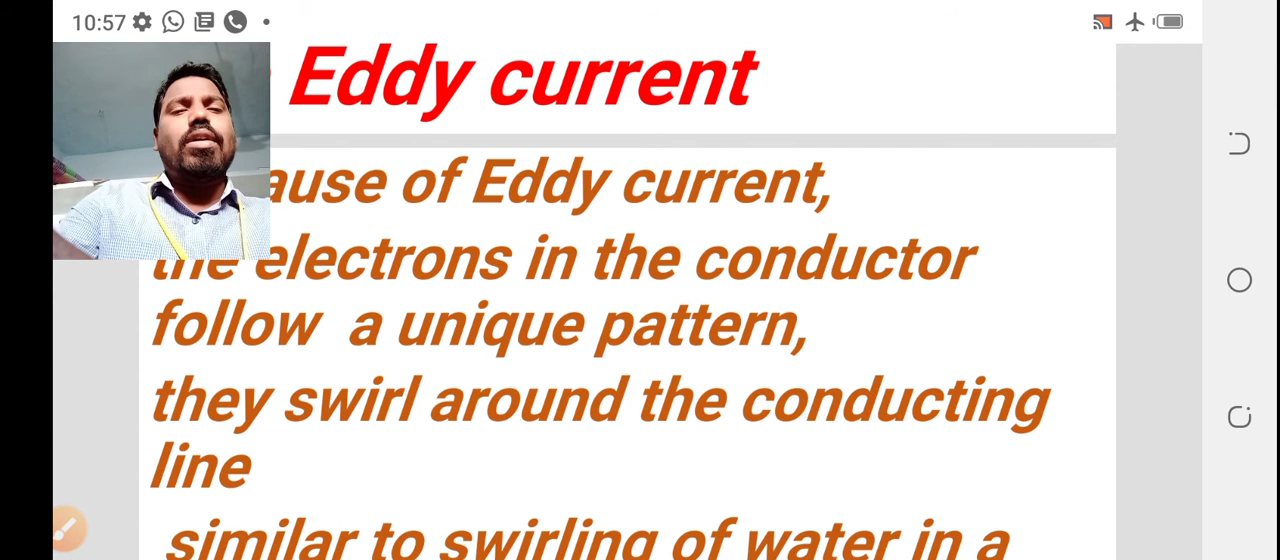 10:57
Eddy current
ause of Eddy current,
the electrons in the conductor
follow a unique pattern,
they swirl around the conducting
line
similar to swirling of water in a